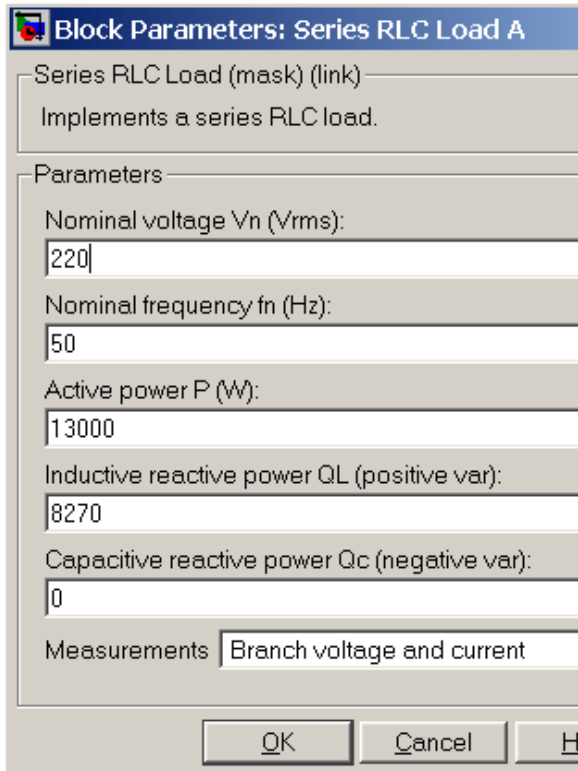 Block Parameters: Series RLC Load A
Series RLC Load (mask) (link)
Implements a series RLC load.
Parameters
Nominal voltage Vn (Vrms):
220
Nominal frequency fn (Hz):
50
Active power P (W):
13000
Inductive reactive power QL (positive var):
8270
Capacitive reactive power Qc (negative var):
0
Measurements Branch voltage and current
OK Cancel H